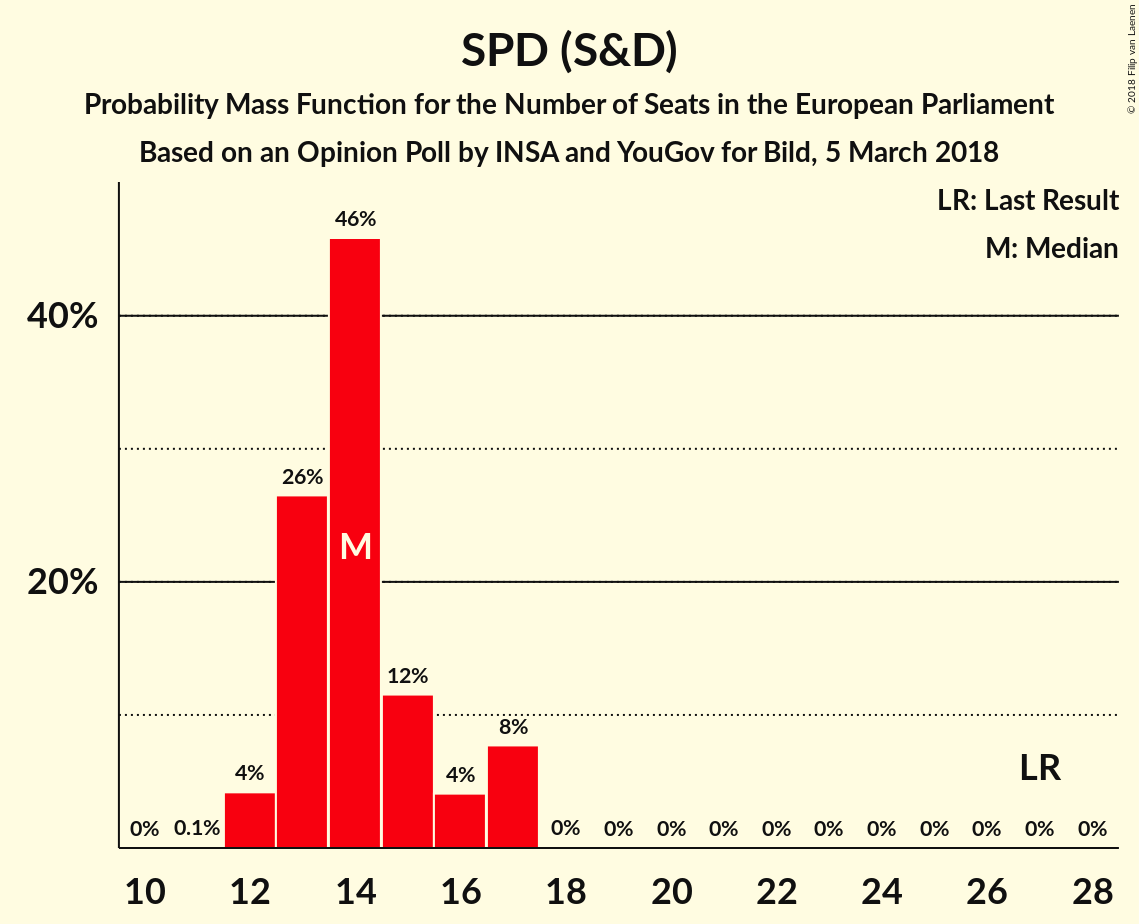 SPD (S&D)
Probability Mass Function for the Number of Seats in the European Parliament
Based on an Opinion Poll by INSA and YouGov for Bild, 5 March 2018
© 2018 Filip van Laenen
LR: Last Result
M: Median
46%
40%
26%
M
20%
12%
8%
4%
4%
LR
0% 0.1% 0% 0% 0% 0% 0% 0% 0% 0% 0% 0% 0%
10 12 14 16 18 20 22 24 26 28